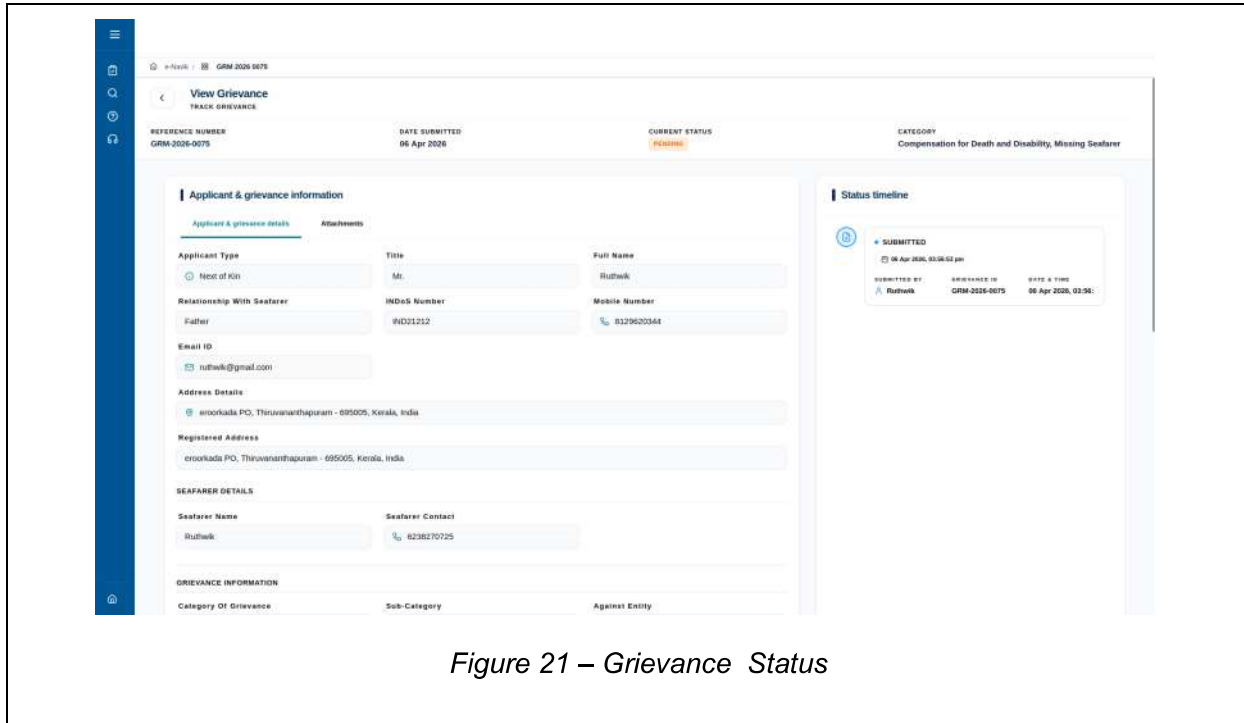 e-Navik / GRM 2026 0075
View Grievance
TRACK GRIEVANCE
REFERENCE NUMBER DATE SUBMITTED CURRENT STATUS CATEGORY
GRM-2026-0075 06 Apr 2026 PENDING Compensation for Death and Disability, Missing Seafarer
Applicant & grievance information
Applicant & grievance details Attachments
Applicant Type Title Full Name
Next of Kin Mr. Ruthwik
Relationship With Seafarer INDoS Number Mobile Number
Father IND21212 8129620344
Email ID
ruthwik@gmail.com
Address Details
eroorkada PO, Thiruvananthapuram - 695005, Kerala, India
Registered Address
eroorkada PO, Thiruvananthapuram - 695005, Kerala, India
SEAFARER DETAILS
Seafarer Name Seafarer Contact
Ruthwik 6238270725
GRIEVANCE INFORMATION
Category Of Grievance Sub-Category Against Entity
Status timeline
SUBMITTED
06 Apr 2026, 03:56:52 pm
SUBMITTED BY GRIEVANCE ID DATE & TIME
Ruthwik GRM-2026-0075 06 Apr 2026, 03:56:
Figure 21 – Grievance Status